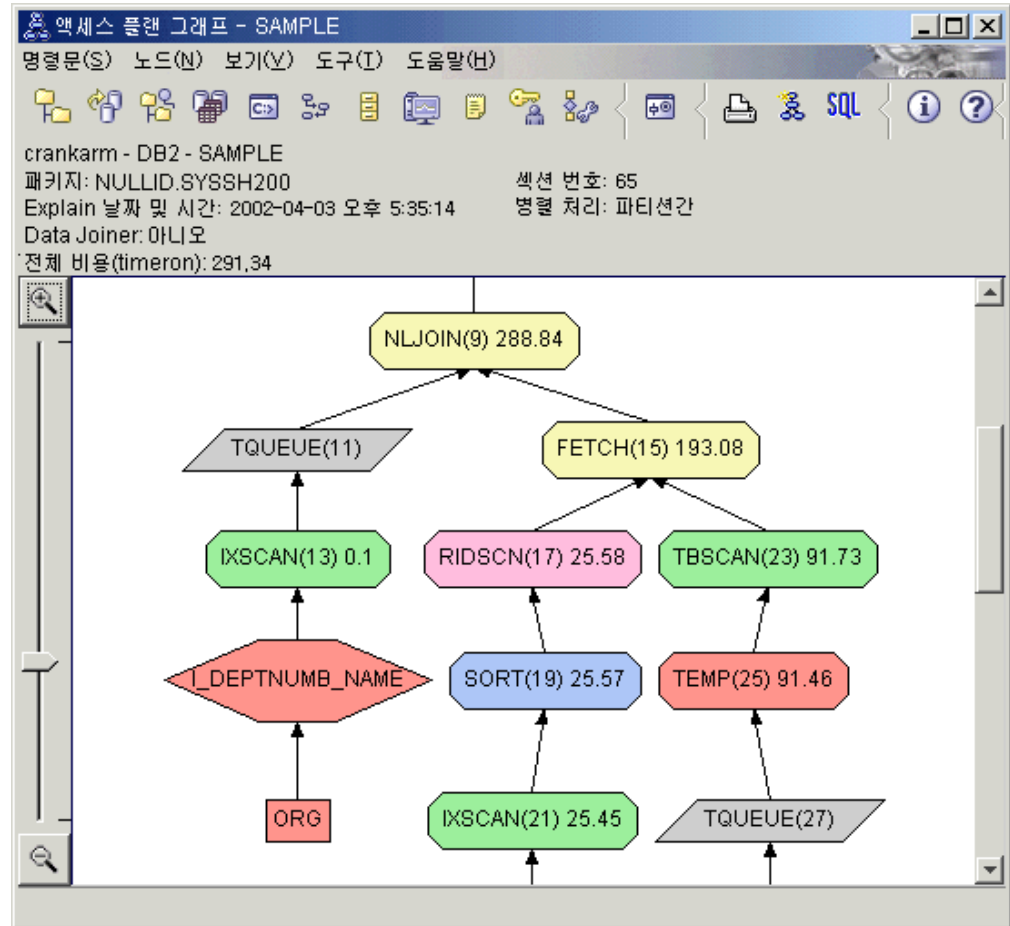 액세스 플랜 그래프 - SAMPLE
명령문(S) 노드(N) 보기(V) 도구(T) 도움말(H)
C:>
SQL
crankarm - DB2 - SAMPLE
패키지: NULLID.SYSSH200 섹션 번호: 65
Explain 날짜 및 시간: 2002-04-03 오후 5:35:14 병렬 처리: 파티션간
Data Joiner: 아니오
전체 비용(timeron): 291,34
NLJOIN(9) 288.84
TQUEUE(11) FETCH(15) 193.08
IXSCAN(13) 0.1 RIDSCN(17) 25.58 TBSCAN(23) 91.73
I_DEPTNUMB_NAME SORT(19) 25.57 TEMP(25) 91.46
ORG IXSCAN(21) 25.45 TQUEUE(27)